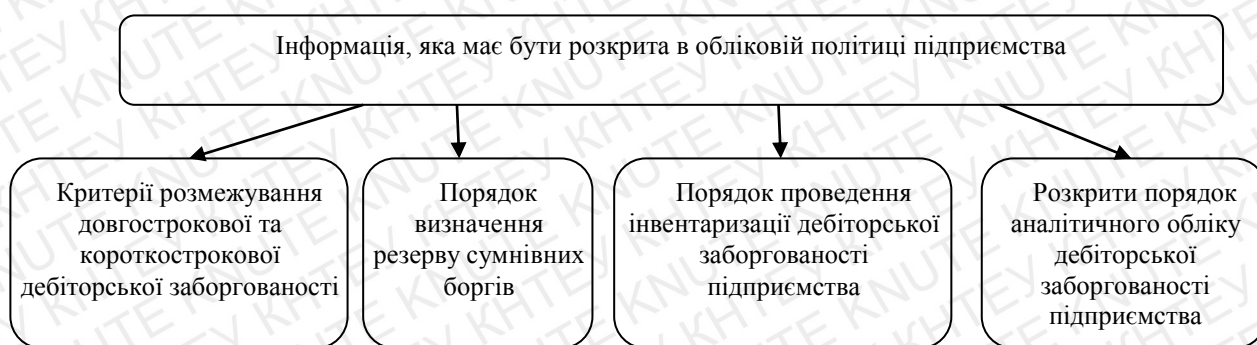 Інформація, яка має бути розкрита в обліковій політиці підприємства
Критерії розмежування
довгострокової та
короткострокової
дебіторської заборгованості
Порядок
визначення
резерву сумнівних
боргів
Порядок проведення
інвентаризації дебіторської
заборгованості
підприємства
Розкрити порядок
аналітичного обліку
дебіторської
заборгованості
підприємства